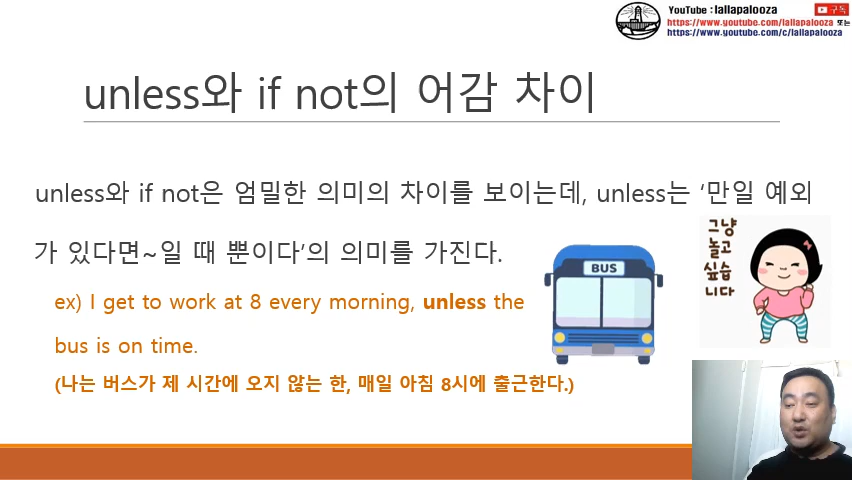 YouTube : lallapalooza 구독
https://www.youtube.com/lallapalooza 또는
https://www.youtube.com/c/lallapalooza
unless와 if not의 어감 차이
unless와 if not은 엄밀한 의미의 차이를 보이는데, unless는 ‘만일 예외
가 있다면~일 때 뿐이다’의 의미를 가진다.
그냥
놀고
싶습
니다
BUS
ex) I get to work at 8 every morning, unless the
bus is on time.
(나는 버스가 제 시간에 오지 않는 한, 매일 아침 8시에 출근한다.)